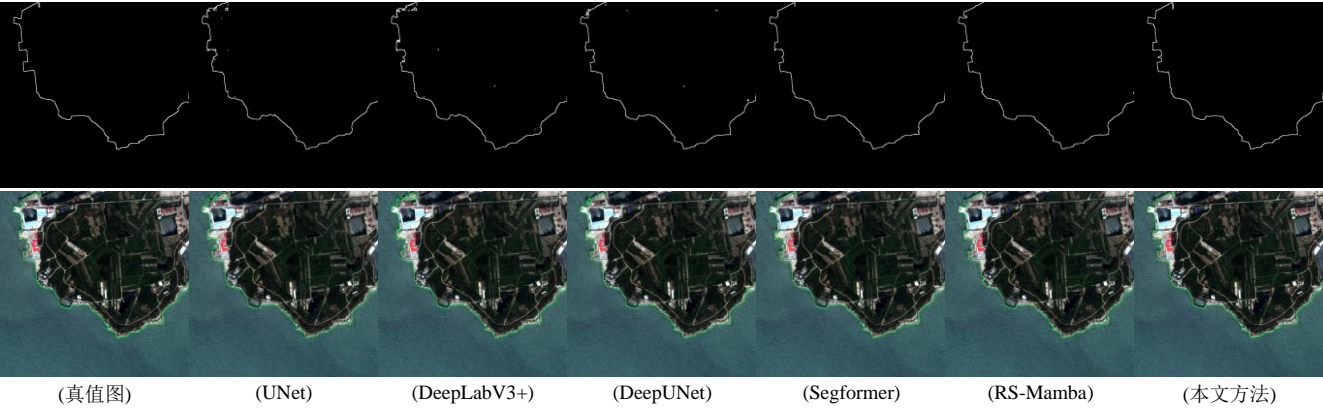 (真值图) (UNet) (DeepLabV3+) (DeepUNet) (Segformer) (RS-Mamba) (本文方法)